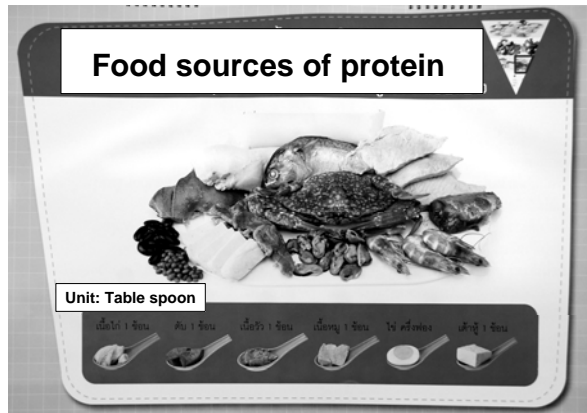 Food sources of protein
Unit: Table spoon
เนื้อไก่ 1 ช้อน
ตับ 1 ช้อน
เนื้อวัว 1 ช้อน
เนื้อหมู 1 ช้อน
ไข่ ครึ่งฟอง
เต้าหู้ 1 ช้อน